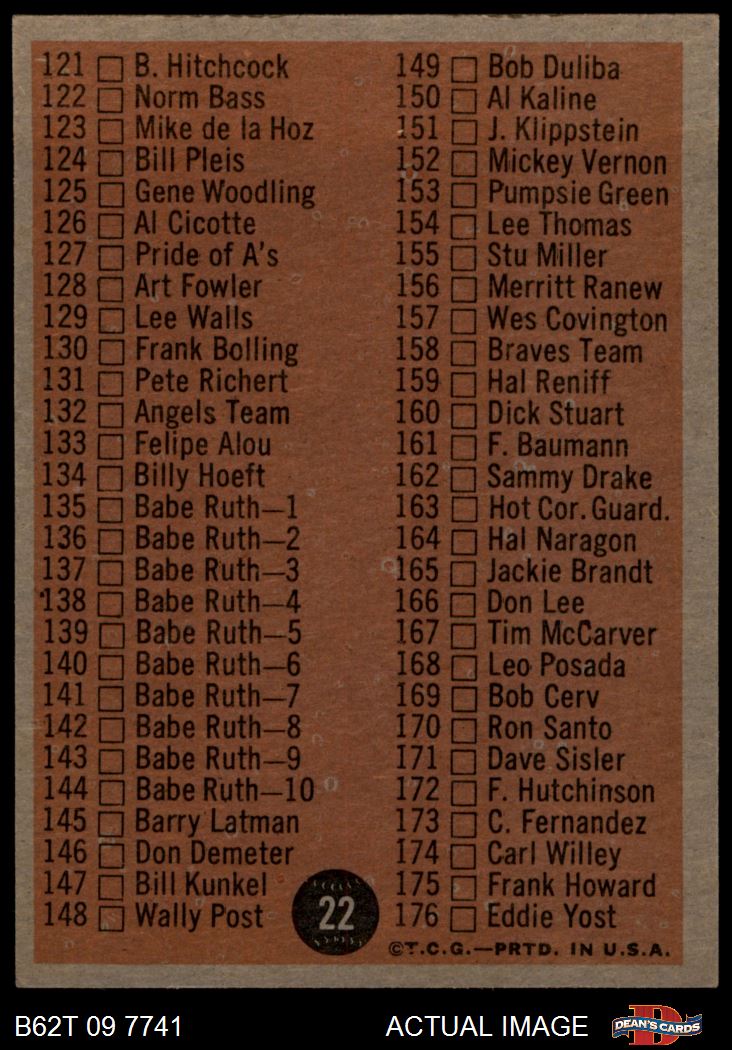 121 B. Hitchcock
122 Norm Bass
123 Mike de la Hoz
124 Bill Pleis
125 Gene Woodling
126 Al Cicotte
127 Pride of A's
128 Art Fowler
129 Lee Walls
130 Frank Bolling
131 Pete Richert
132 Angels Team
133 Felipe Alou
134 Billy Hoeft
135 Babe Ruth—1
136 Babe Ruth—2
137 Babe Ruth—3
138 Babe Ruth—4
139 Babe Ruth—5
140 Babe Ruth—6
141 Babe Ruth—7
142 Babe Ruth—8
143 Babe Ruth—9
144 Babe Ruth—10
145 Barry Latman
146 Don Demeter
147 Bill Kunkel
148 Wally Post
22
149 Bob Duliba
150 Al Kaline
151 J. Klippstein
152 Mickey Vernon
153 Pumpsie Green
154 Lee Thomas
155 Stu Miller
156 Merritt Ranew
157 Wes Covington
158 Braves Team
159 Hal Reniff
160 Dick Stuart
161 F. Baumann
162 Sammy Drake
163 Hot Cor. Guard.
164 Hal Naragon
165 Jackie Brandt
166 Don Lee
167 Tim McCarver
168 Leo Posada
169 Bob Cerv
170 Ron Santo
171 Dave Sisler
172 F. Hutchinson
173 C. Fernandez
174 Carl Willey
175 Frank Howard
176 Eddie Yost
©T.C.G.—PRTD. IN U.S.A.
B62T 09 7741
ACTUAL IMAGE
D
DEAN'S CARDS